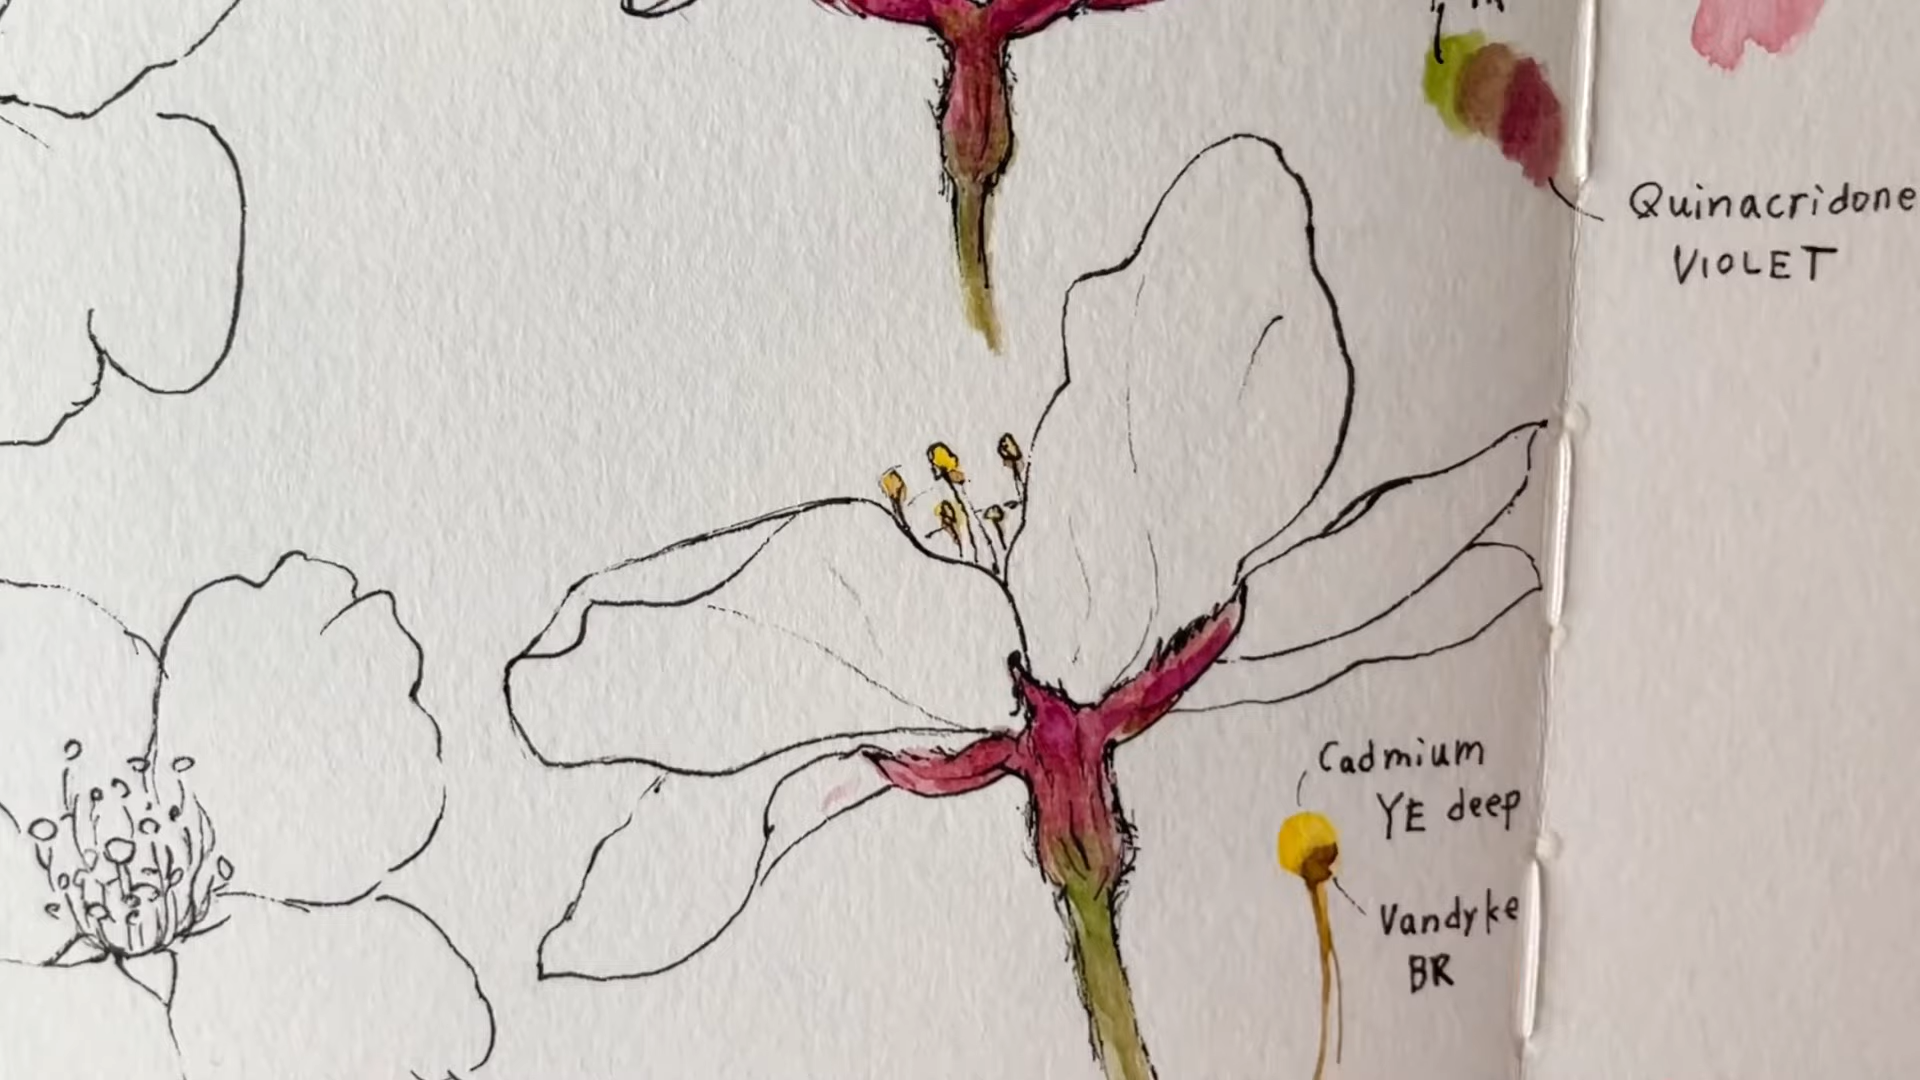 Quinacridone
VIOLET
Cadmium
YE deep
Vandyke
BR